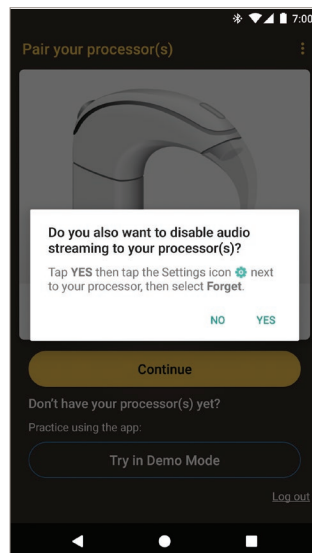 7:00
Pair your processor(s)
Do you also want to disable audio
streaming to your processor(s)?
Tap YES then tap the Settings icon next
to your processor, then select Forget.
NO YES
Continue
Don't have your processor(s) yet?
Practice using the app:
Try in Demo Mode
Log out